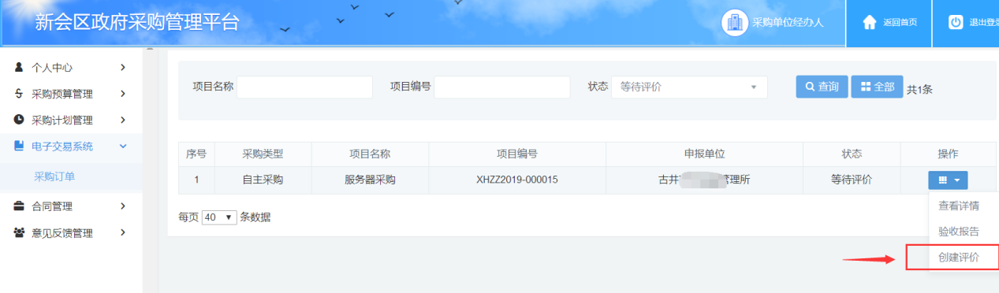 新会区政府采购管理平台
采购单位经办人
返回首页
退出登录
个人中心
采购预算管理
采购计划管理
电子交易系统
采购订单
合同管理
意见反馈管理
项目名称
项目编号
状态 等待评价
查询
全部
共1条
序号 采购类型 项目名称 项目编号 申报单位 状态 操作
1 自主采购 服务器采购 XHZZ2019-000015 古井 管理所 等待评价
每页 40 条数据
查看详情
验收报告
创建评价